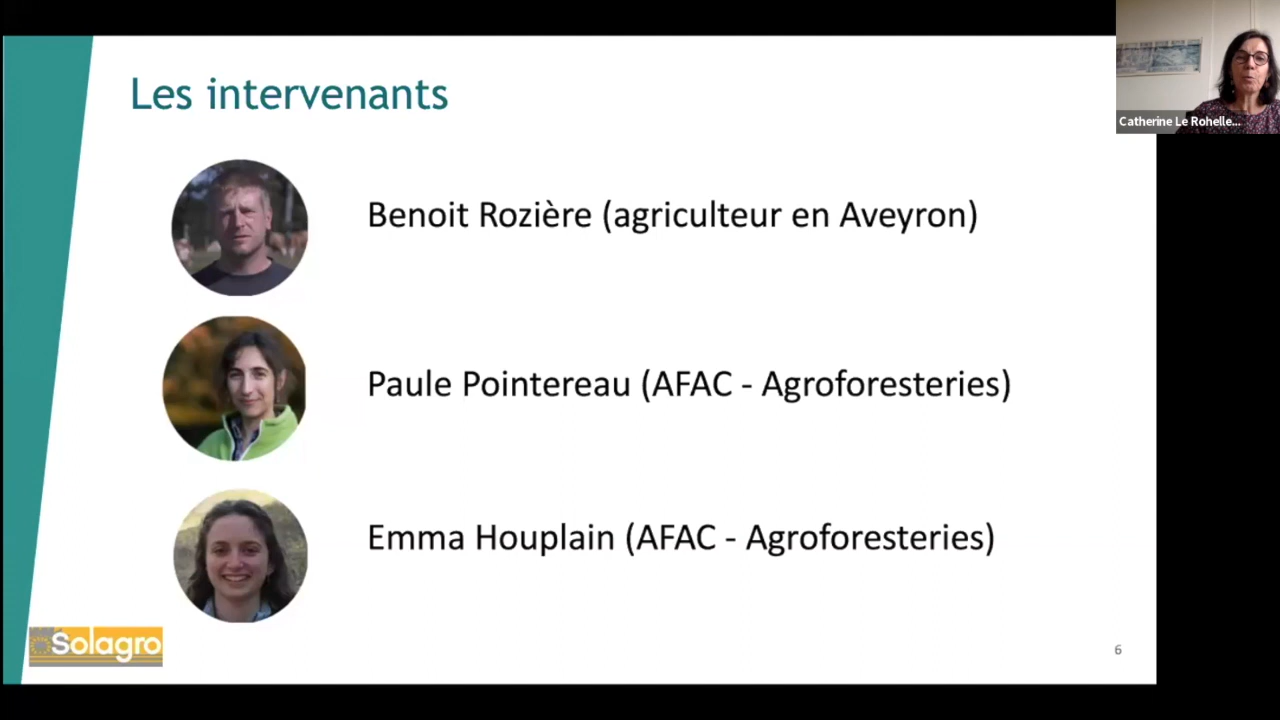 Les intervenants
Catherine Le Rohelle...
Benoit Rozière (agriculteur en Aveyron)
Paule Pointereau (AFAC - Agroforesteries)
Emma Houplain (AFAC - Agroforesteries)
Solagro
6